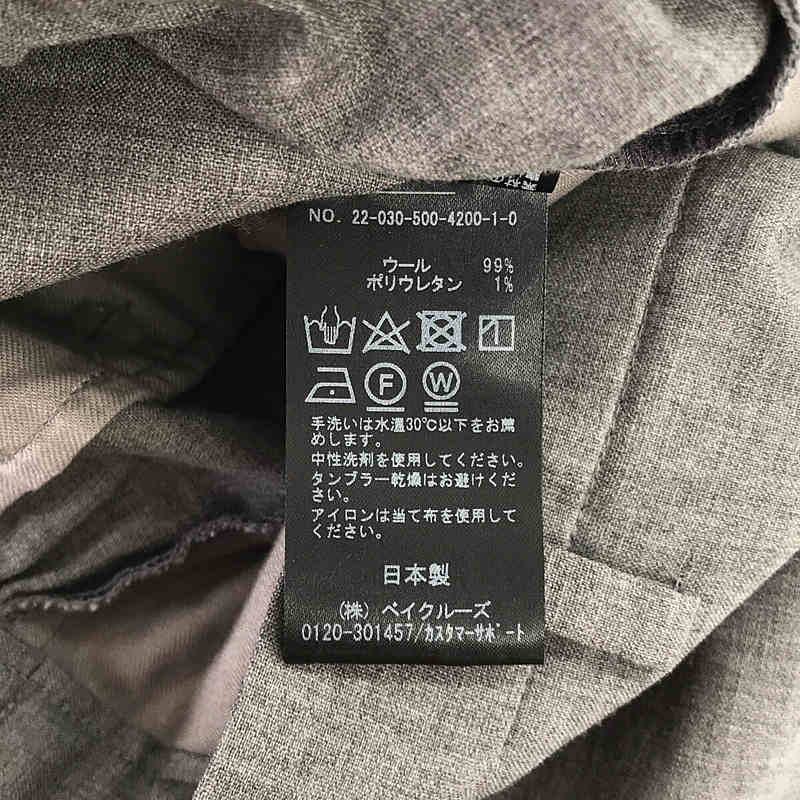 NO. 22-030-500-4200-1-0
ウール 99%
ポリウレタン 1%
F W
手洗いは水温30℃以下をお薦
めします。
中性洗剤を使用してください。
タンブラー乾燥はお避けくだ
さい。
アイロンは当て布を使用して
ください。
日本製
(株) ベイクルーズ
0120-301457/カスタマーサポート